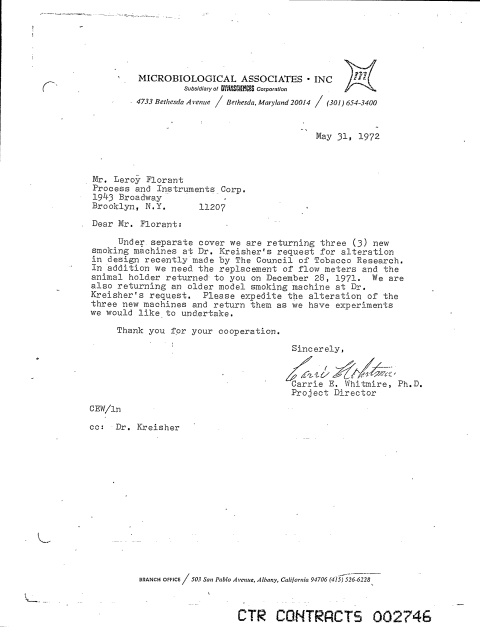 MICROBIOLOGICAL ASSOCIATES • INC
m
Subsidiary of DYNASCIENCES Corporation
4733 Bethesda Avenue / Bethesda, Maryland 20014 / (301) 654-3400
May 31, 1972
Mr. Leroy Florant
Process and Instruments Corp.
1943 Broadway
Brooklyn, N.Y. 11207
Dear Mr. Florant:
Under separate cover we are returning three (3) new
smoking machines at Dr. Kreisher's request for alteration
in design recently made by The Council of Tobacco Research.
In addition we need the replacement of flow meters and the
animal holder returned to you on December 28, 1971. We are
also returning an older model smoking machine at Dr.
Kreisher's request. Please expedite the alteration of the
three new machines and return them as we have experiments
we would like to undertake.
Thank you for your cooperation.
Sincerely,
Carrie E. Whitmire
Carrie E. Whitmire, Ph.D.
Project Director
CEW/ln
cc: Dr. Kreisher
BRANCH OFFICE / 503 San Pablo Avenue, Albany, California 94706 (415) 526-6228
CTR CONTRACTS 002746